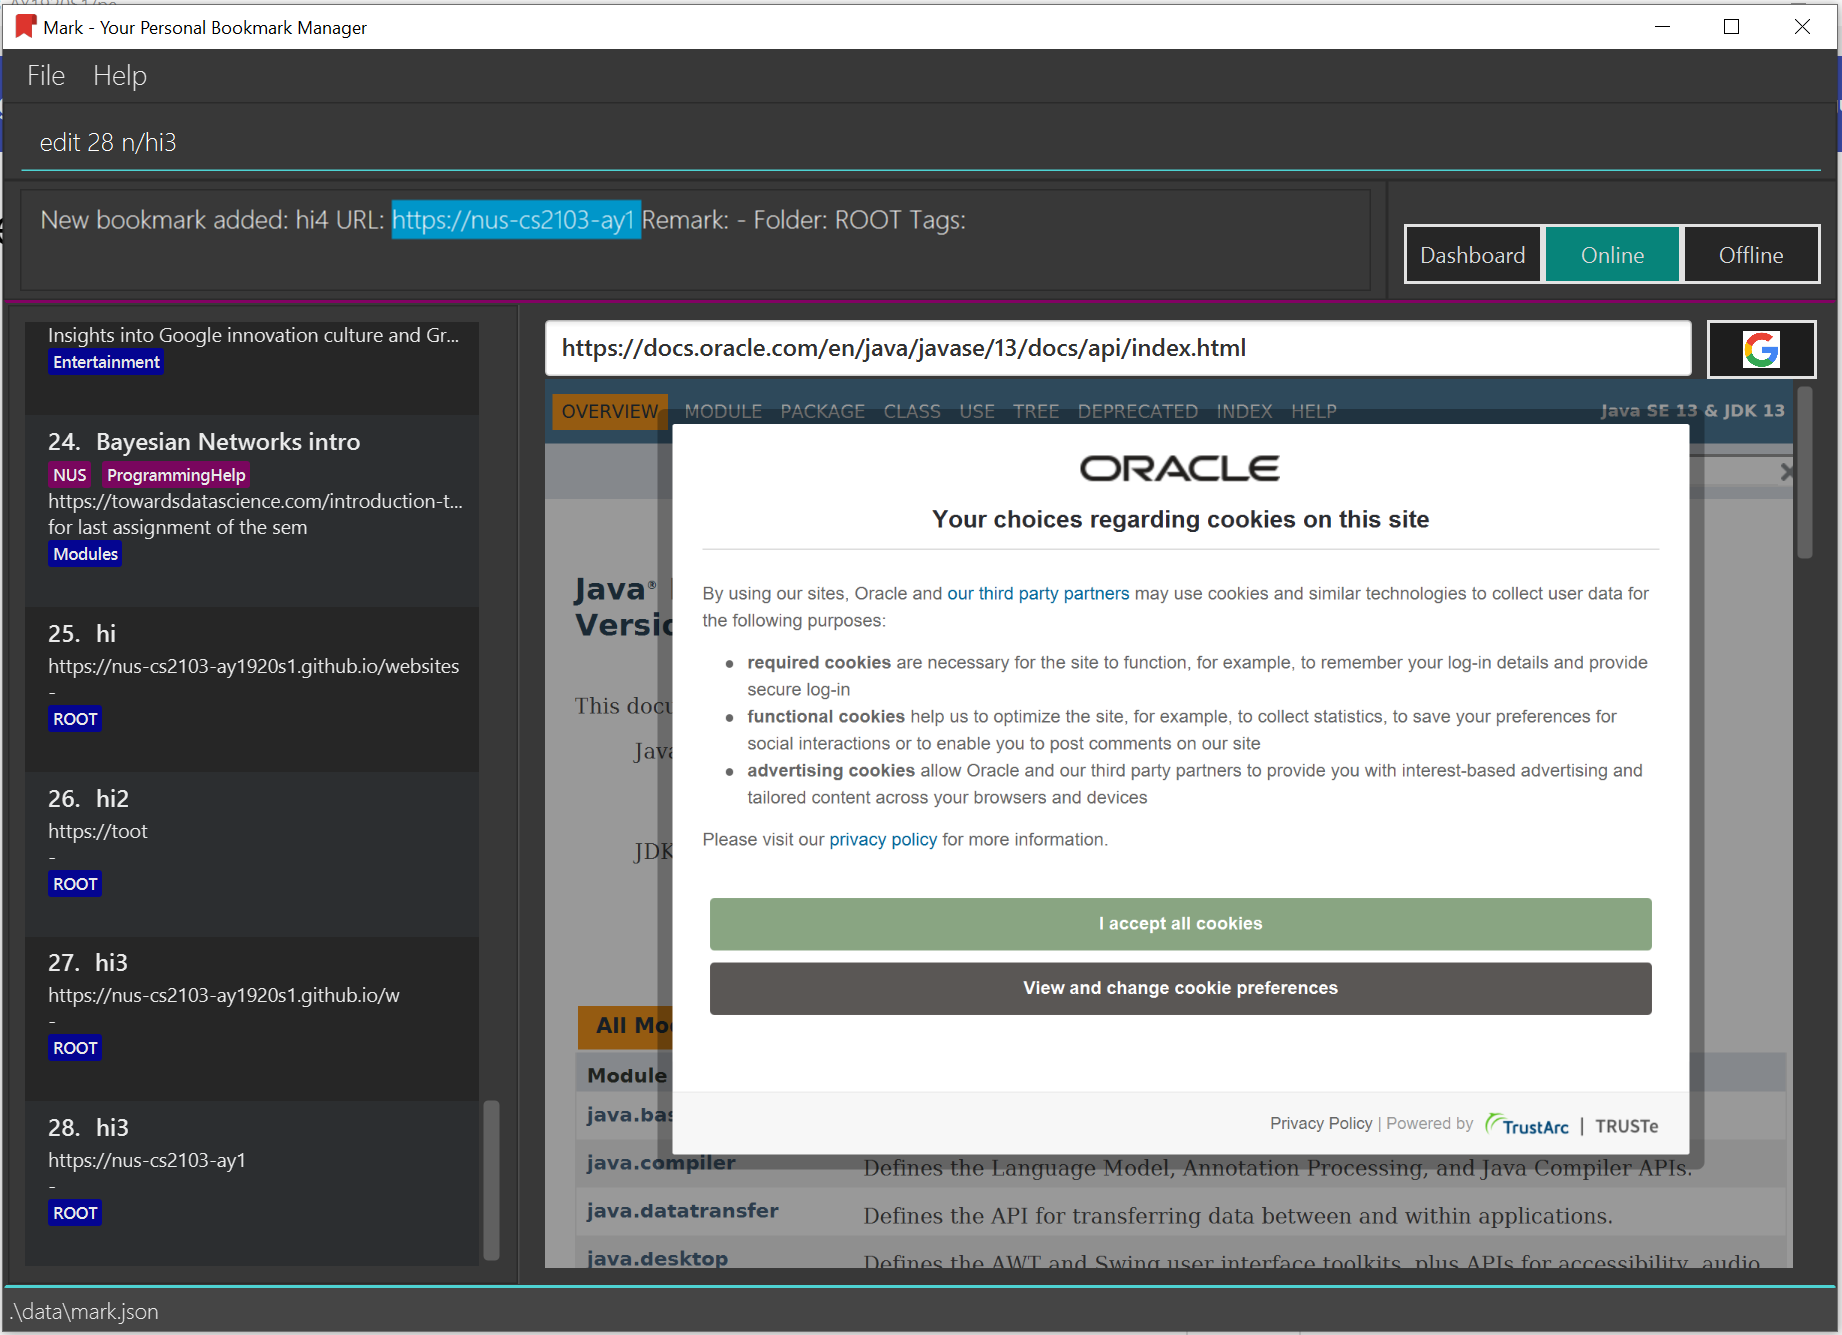 Mark - Your Personal Bookmark Manager
File Help
edit 28 n/hi3
New bookmark added: hi4 URL: https://nus-cs2103-ay1 Remark: - Folder: ROOT Tags:
Dashboard Online Offline
Insights into Google innovation culture and Gr...
Entertainment
24. Bayesian Networks intro
NUS ProgrammingHelp
https://towardsdatascience.com/introduction-t...
for last assignment of the sem
Modules
25. hi
https://nus-cs2103-ay1920s1.github.io/websites
-
ROOT
26. hi2
https://toot
-
ROOT
27. hi3
https://nus-cs2103-ay1920s1.github.io/w
-
ROOT
28. hi3
https://nus-cs2103-ay1
-
ROOT
https://docs.oracle.com/en/java/javase/13/docs/api/index.html
OVERVIEW MODULE PACKAGE CLASS USE TREE DEPRECATED INDEX HELP Java SE 13 & JDK 13
ORACLE
Your choices regarding cookies on this site
By using our sites, Oracle and our third party partners may use cookies and similar technologies to collect user data for
the following purposes:
• required cookies are necessary for the site to function, for example, to remember your log-in details and provide
secure log-in
• functional cookies help us to optimize the site, for example, to collect statistics, to save your preferences for
social interactions or to enable you to post comments on our site
• advertising cookies allow Oracle and our third party partners to provide you with interest-based advertising and
tailored content across your browsers and devices
Please visit our privacy policy for more information.
I accept all cookies
View and change cookie preferences
Privacy Policy | Powered by TrustArc | TRUSTe
Java®
Versio
This docu
Java
JDK
All Mo
Module
java.bas
java.compiler Defines the Language Model, Annotation Processing, and Java Compiler APIs.
java.datatransfer Defines the API for transferring data between and within applications.
java.desktop Defines the AWT and Swing user interface toolkits, plus APIs for accessibility, audio,
.\data\mark.json